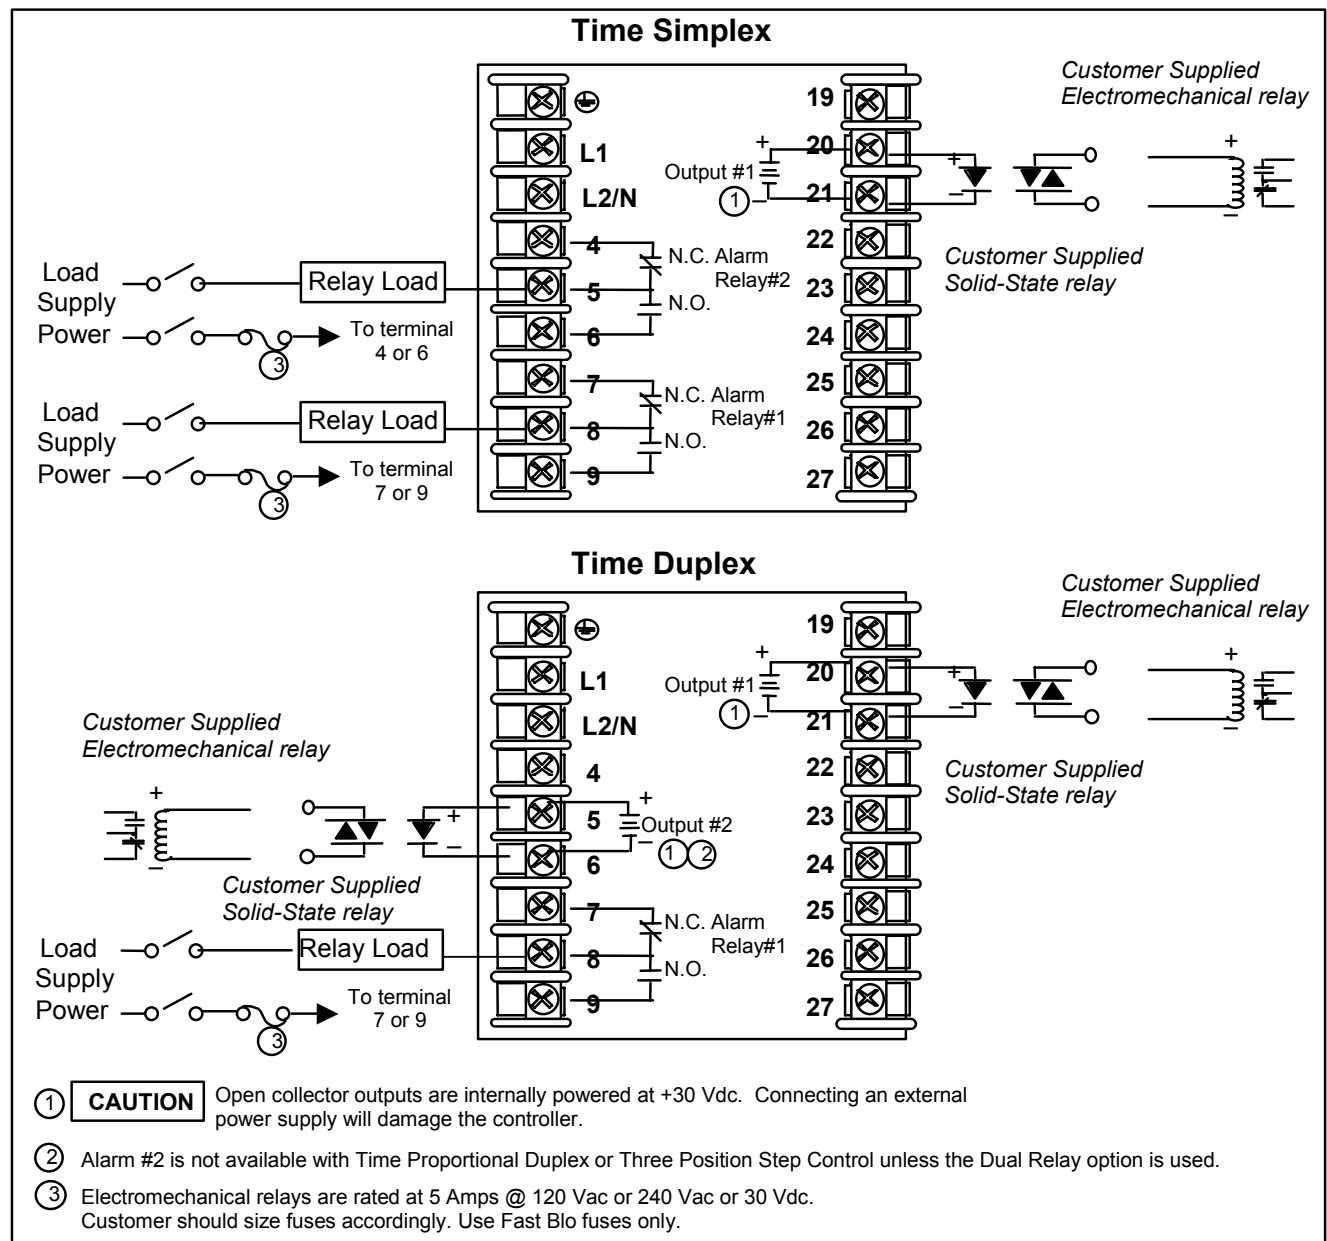 Time Simplex
Customer Supplied
Electromechanical relay
L1
L2/N
4
5
6
7
8
9
19
20
21
22
23
24
25
26
27
+
Output #1
1 –
+
–
+
–
Customer Supplied
Solid-State relay
N.C. Alarm
Relay#2
N.O.
N.C. Alarm
Relay#1
N.O.
Load
Supply
Power
Relay Load
3
To terminal
4 or 6
Load
Supply
Power
Relay Load
3
To terminal
7 or 9
Time Duplex
Customer Supplied
Electromechanical relay
L1
L2/N
4
5
6
7
8
9
19
20
21
22
23
24
25
26
27
+
Output #1
1 –
+
–
+
–
Customer Supplied
Solid-State relay
Customer Supplied
Electromechanical relay
+
–
+
–
+
Output #2
–
1 2
Customer Supplied
Solid-State relay
N.C. Alarm
Relay#1
N.O.
Load
Supply
Power
Relay Load
3
To terminal
7 or 9
1 CAUTION Open collector outputs are internally powered at +30 Vdc. Connecting an external
power supply will damage the controller.
2 Alarm #2 is not available with Time Proportional Duplex or Three Position Step Control unless the Dual Relay option is used.
3 Electromechanical relays are rated at 5 Amps @ 120 Vac or 240 Vac or 30 Vdc.
Customer should size fuses accordingly. Use Fast Blo fuses only.